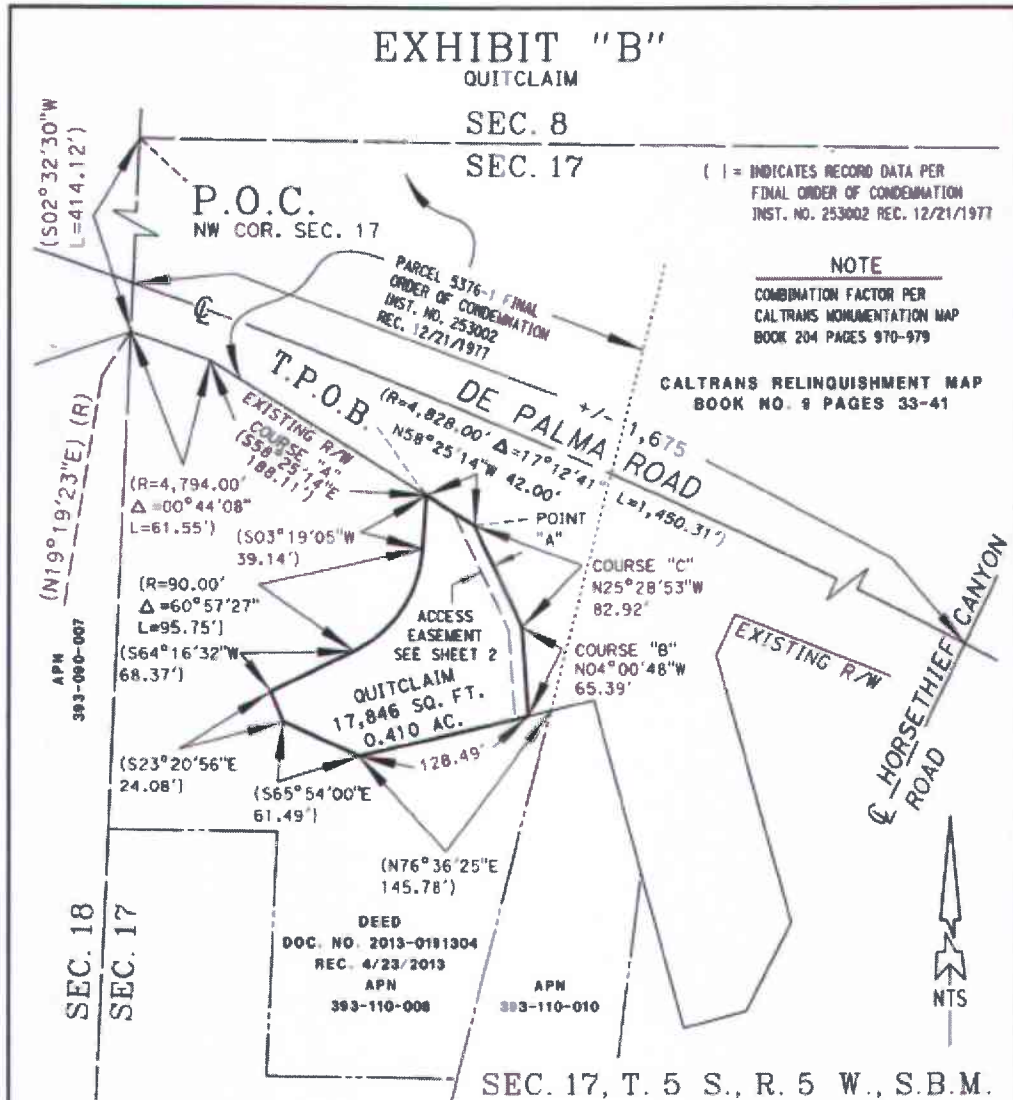 EXHIBIT "B"
QUITCLAIM
SEC. 8
SEC. 17
(S02°32'30"W
L=414.12')
P.O.C.
NW COR. SEC. 17
( ) = INDICATES RECORD DATA PER
FINAL ORDER OF CONDEMNATION
INST. NO. 253002 REC. 12/21/1977
NOTE
COMBINATION FACTOR PER
CALTRANS MONUMENTATION MAP
BOOK 204 PAGES 970-979
CALTRANS RELINQUISHMENT MAP
BOOK NO. 9 PAGES 33-41
PARCEL 5376-1 FINAL
ORDER OF CONDEMNATION
INST. NO. 253002
REC. 12/21/1977
℄
DE PALMA ROAD
+/- 1,675
T.P.O.B.
EXISTING R/W
COURSE "A"
(S58°25'14"E
188.11')
(R=4,828.00' Δ=17°12'41" L=1,450.31')
N58°25'14"W 42.00'
POINT
"A"
(N19°19'23"E) (R)
(R=4,794.00'
Δ=00°44'08"
L=61.55')
(S03°19'05"W
39.14')
(R=90.00'
Δ=60°57'27"
L=95.75')
(S64°16'32"W
68.37')
ACCESS
EASEMENT
SEE SHEET 2
COURSE "C"
N25°28'53"W
82.92'
COURSE "B"
N04°00'48"W
65.39'
EXISTING R/W
℄ HORSETHIEF CANYON
ROAD
APN
393-090-007
QUITCLAIM
17,846 SQ. FT.
0.410 AC.
128.49'
(S23°20'56"E
24.08')
(S65°54'00"E
61.49')
(N76°36'25"E
145.78')
DEED
DOC. NO. 2013-0191304
REC. 4/23/2013
APN
393-110-008
APN
393-110-010
SEC. 18
SEC. 17
NTS
SEC. 17, T. 5 S., R. 5 W., S.B.M.